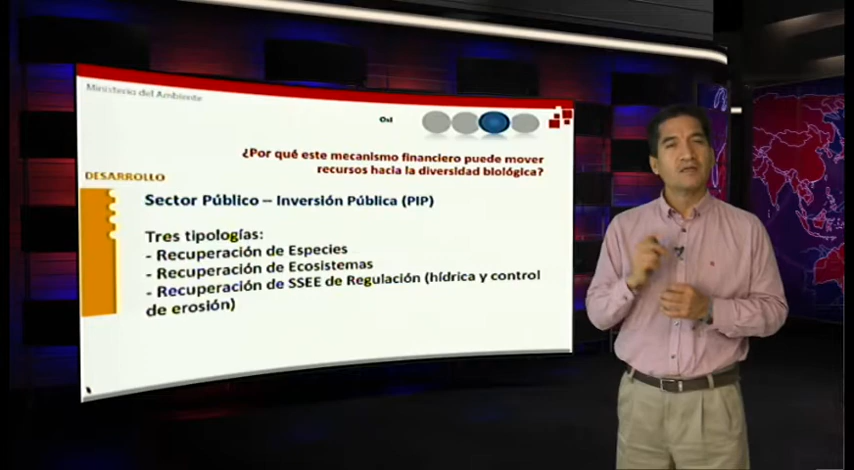 Ministerio del Ambiente
¿Por qué este mecanismo financiero puede mover
recursos hacia la diversidad biológica?
DESARROLLO
Sector Público – Inversión Pública (PIP)
Tres tipologías:
- Recuperación de Especies
- Recuperación de Ecosistemas
- Recuperación de SSEE de Regulación (hídrica y control
de erosión)